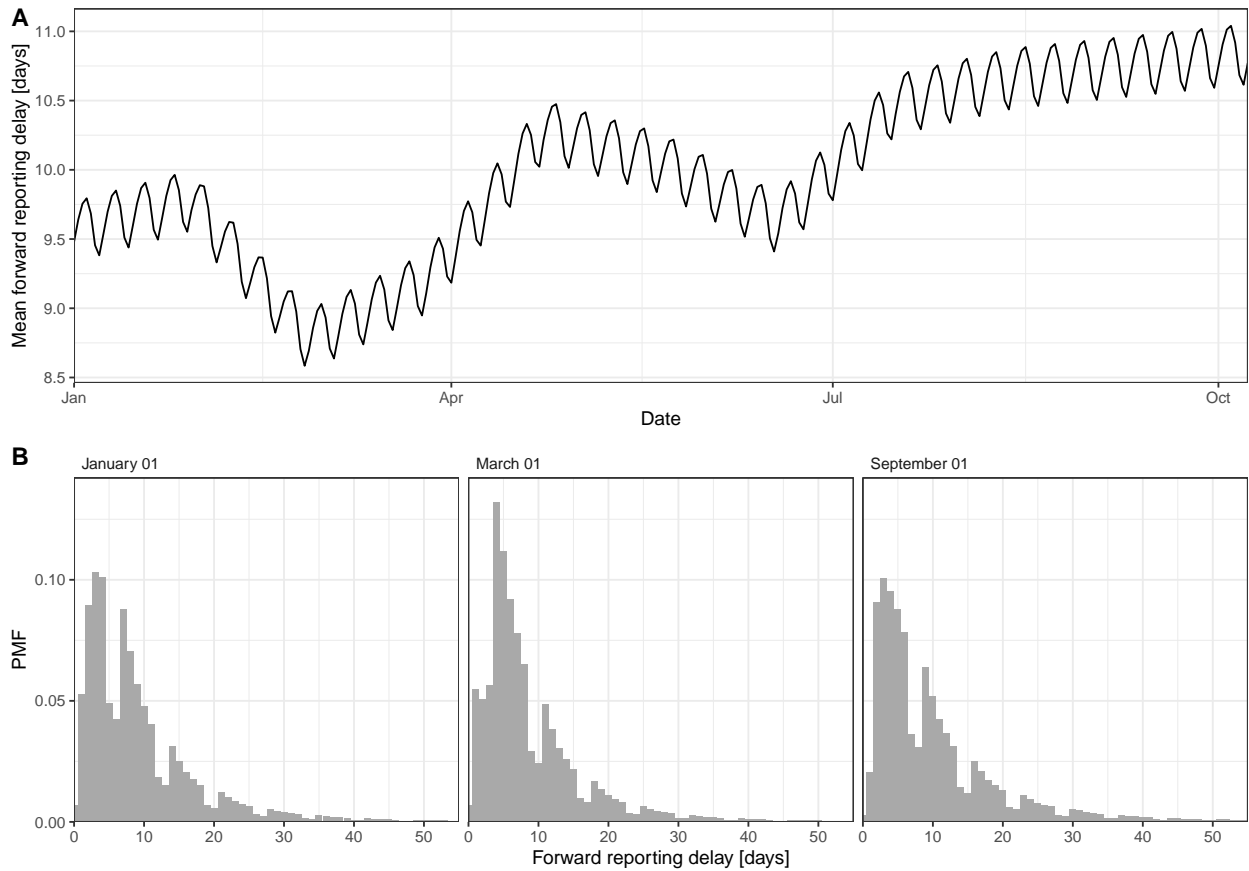 A
Mean forward reporting delay [days]
11.0
10.5
10.0
9.5
9.0
8.5
Jan Apr Jul Oct
Date
B
January 01 March 01 September 01
PMF
0.10
0.05
0.00
0 10 20 30 40 50 0 10 20 30 40 50 0 10 20 30 40 50
Forward reporting delay [days]